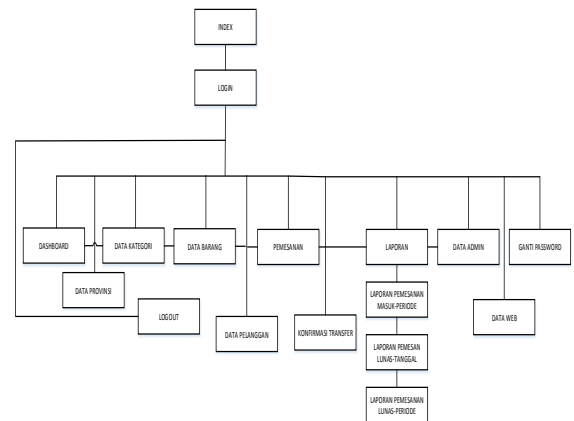 INDEX
LOGIN
DASHBOARD
DATA KATEGORI
DATA BARANG
PEMESANAN
LAPORAN
DATA ADMIN
GANTI PASSWORD
DATA PROVINSI
LOGOUT
DATA PELANGGAN
KONFIRMASI TRANSFER
LAPORAN PEMESANAN
MASUK-PERIODE
DATA WEB
LAPORAN PEMESAN
LUNAS-TANGGAL
LAPORAN PEMESANAN
LUNAS-PERIODE